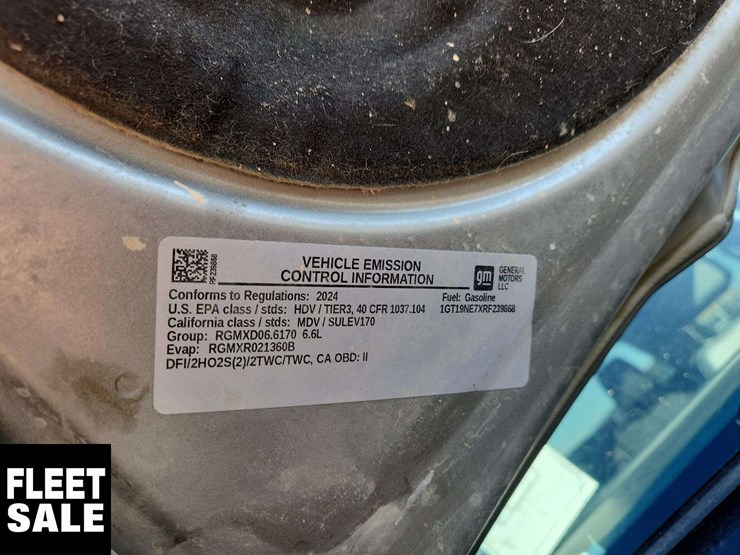 VEHICLE EMISSION
CONTROL INFORMATION
gm
GENERAL
MOTORS
LLC
RF239868
Conforms to Regulations: 2024
Fuel: Gasoline
U.S. EPA class / stds: HDV / TIER3, 40 CFR 1037.104
1GT19NE7XRF239868
California class / stds: MDV / SULEV170
Group: RGMXD06.6170 6.6L
Evap: RGMXR021360B
DFI/2HO2S(2)/2TWC/TWC, CA OBD: II
FLEET
SALE